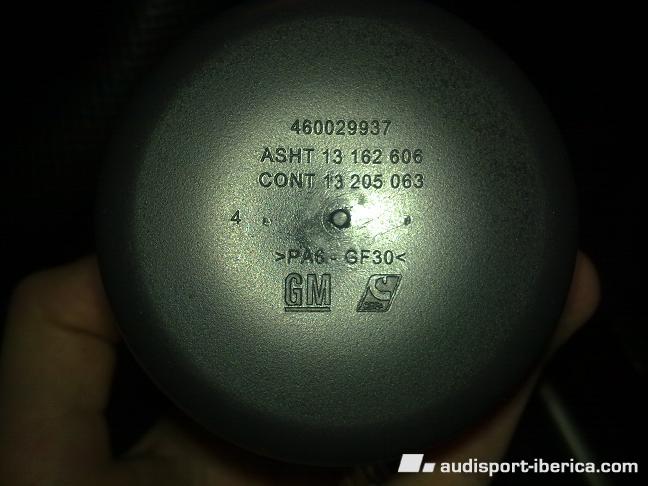 460029937
ASHT 13 162 606
CONT 13 205 063
4
>PA6 - GF30<
GM
audisport-iberica.com